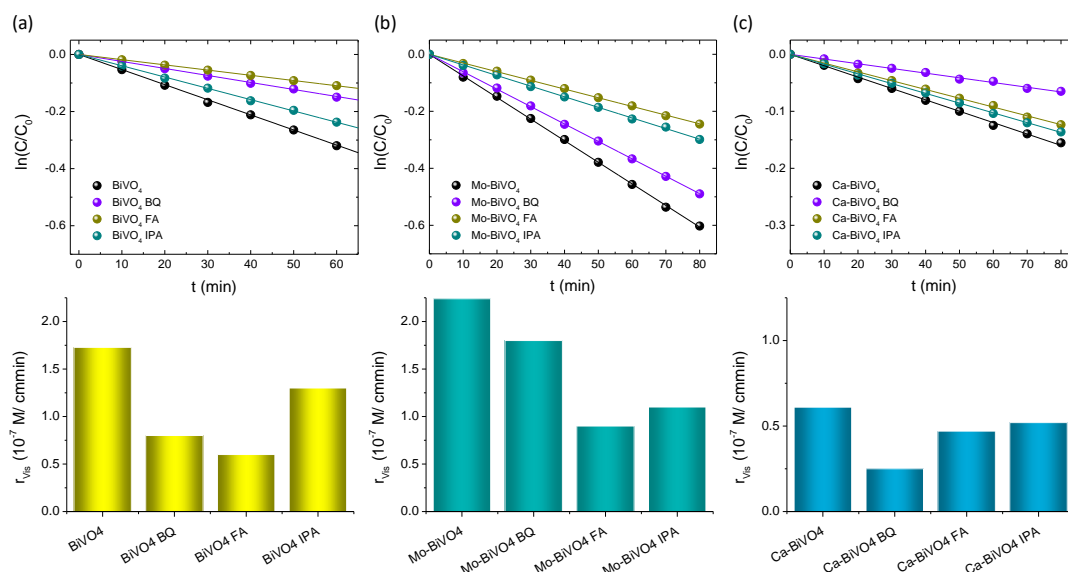 (a)
ln(C/C₀)
0.0
-0.2
-0.4
-0.6
BiVO₄
BiVO₄ BQ
BiVO₄ FA
BiVO₄ IPA
0 10 20 30 40 50 60
t (min)
(b)
ln(C/C₀)
0.0
-0.2
-0.4
-0.6
Mo-BiVO₄
Mo-BiVO₄ BQ
Mo-BiVO₄ FA
Mo-BiVO₄ IPA
0 10 20 30 40 50 60 70 80
t (min)
(c)
ln(C/C₀)
0.0
-0.1
-0.2
-0.3
Ca-BiVO₄
Ca-BiVO₄ BQ
Ca-BiVO₄ FA
Ca-BiVO₄ IPA
0 10 20 30 40 50 60 70 80
t (min)
r_Vis (10⁻⁷ M/ cmmin)
2.0
1.5
1.0
0.5
0.0
BiVO4
BiVO4 BQ
BiVO4 FA
BiVO4 IPA
r_Vis (10⁻⁷ M/ cmmin)
2.0
1.5
1.0
0.5
0.0
Mo-BiVO4
Mo-BiVO4 BQ
Mo-BiVO4 FA
Mo-BiVO4 IPA
r_Vis (10⁻⁷ M/ cmmin)
1.0
0.5
0.0
Ca-BiVO4
Ca-BiVO4 BQ
Ca-BiVO4 FA
Ca-BiVO4 IPA